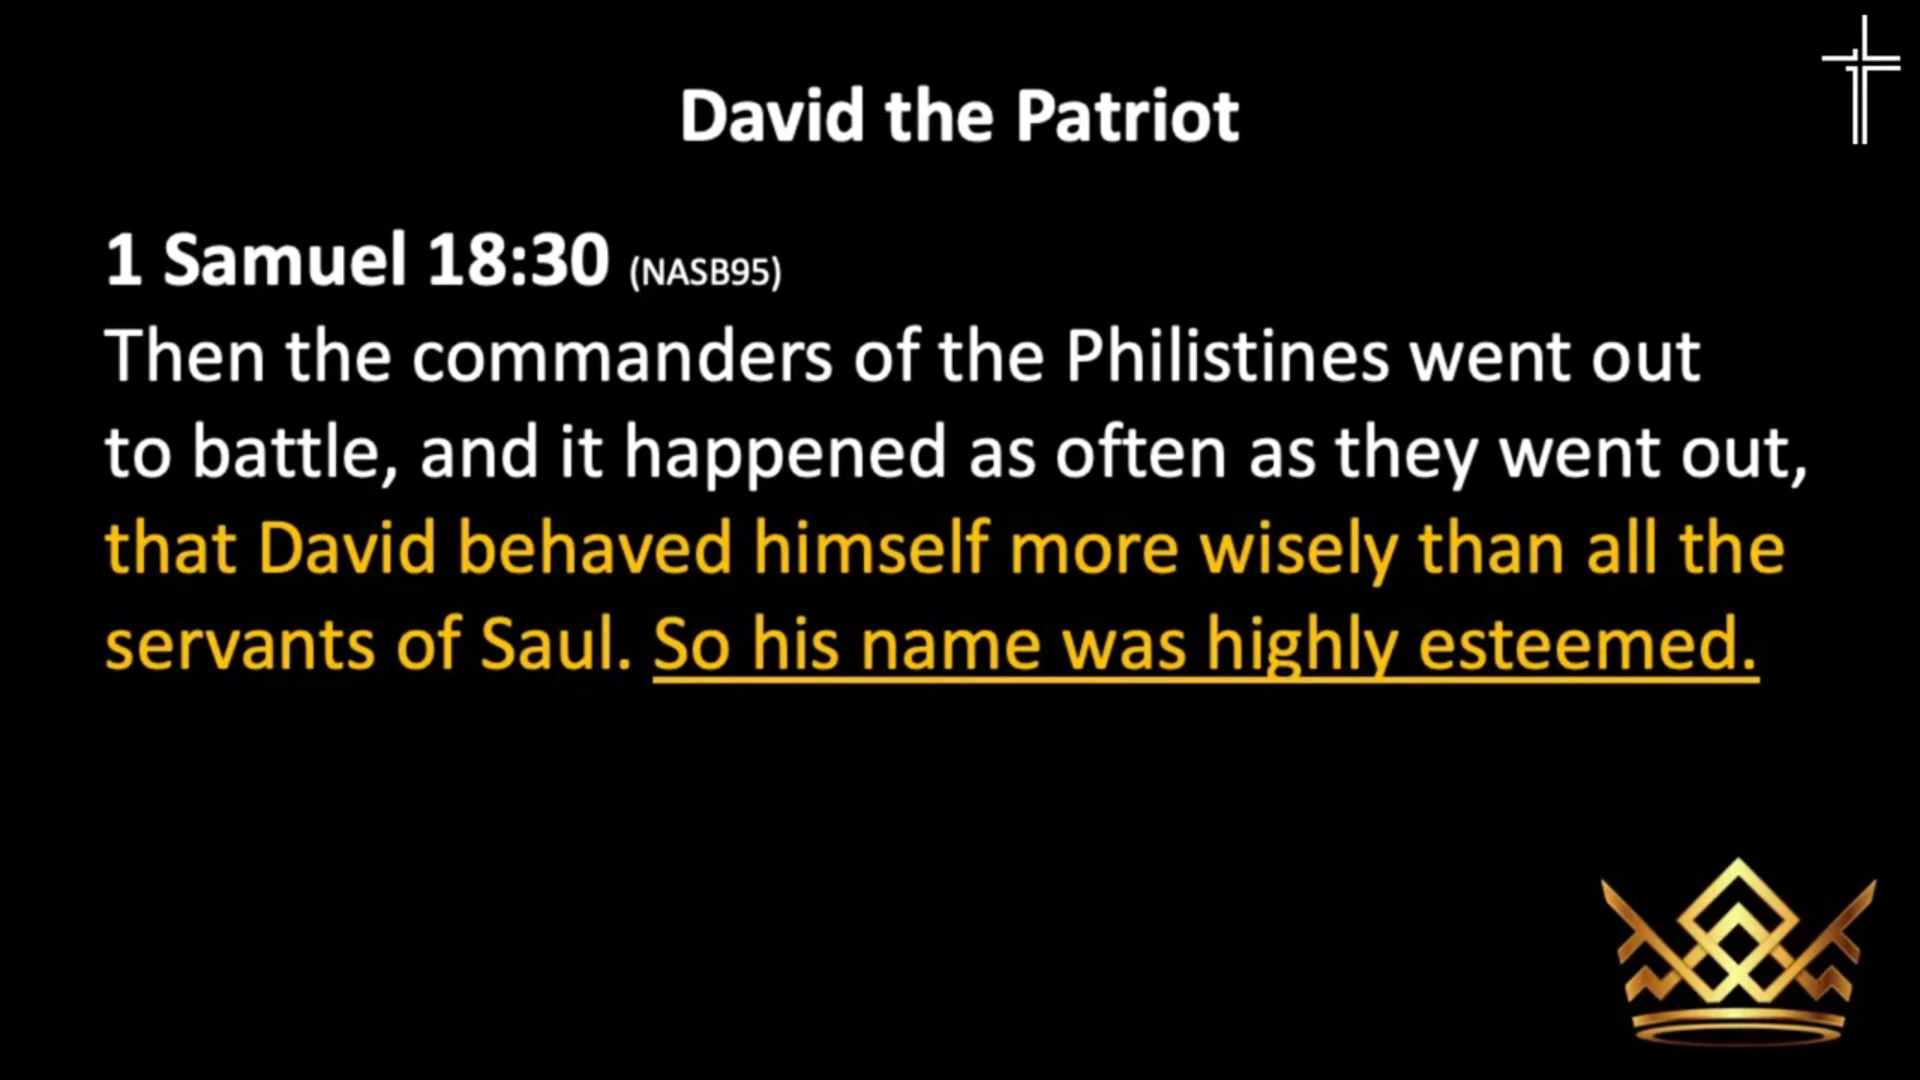 David the Patriot
1 Samuel 18:30 (NASB95)
Then the commanders of the Philistines went out
to battle, and it happened as often as they went out,
that David behaved himself more wisely than all the
servants of Saul. So his name was highly esteemed.